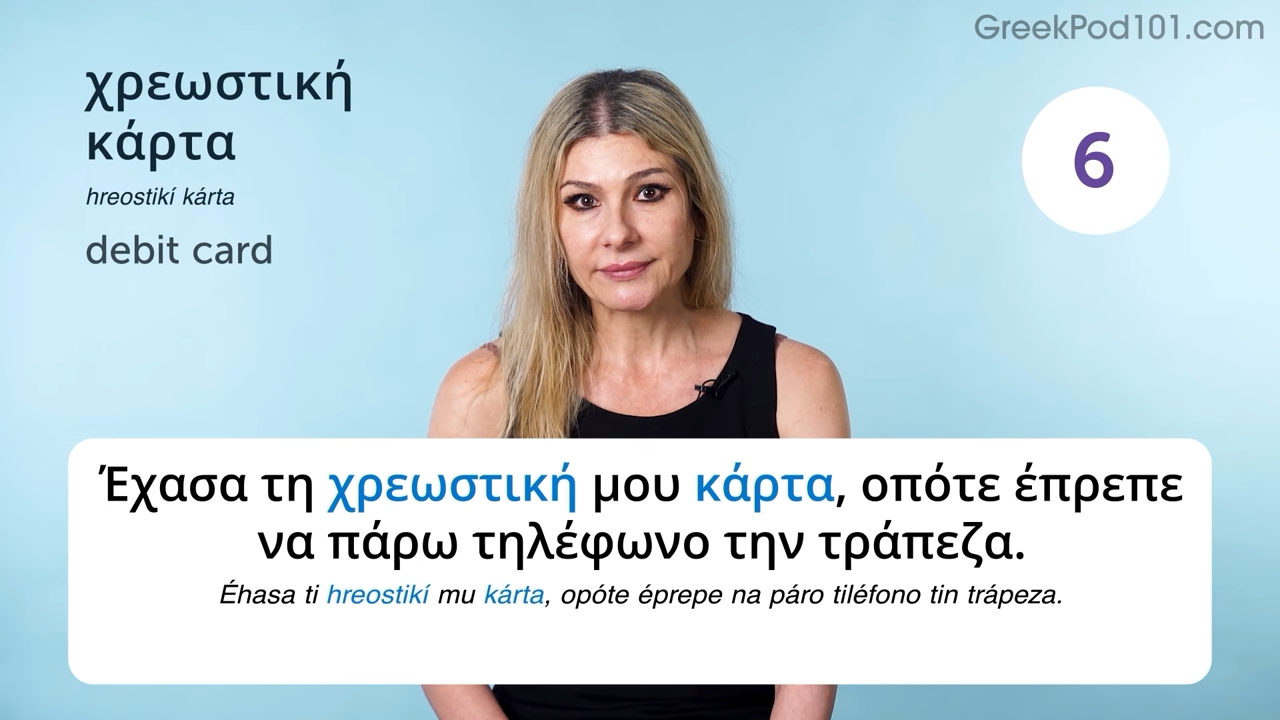 GreekPod101.com
χρεωστική
κάρτα
hreostikí kárta
debit card
6
Έχασα τη χρεωστική μου κάρτα, οπότε έπρεπε
να πάρω τηλέφωνο την τράπεζα.
Éhasa ti hreostikí mu kárta, opóte éprepe na páro tiléfono tin trápeza.